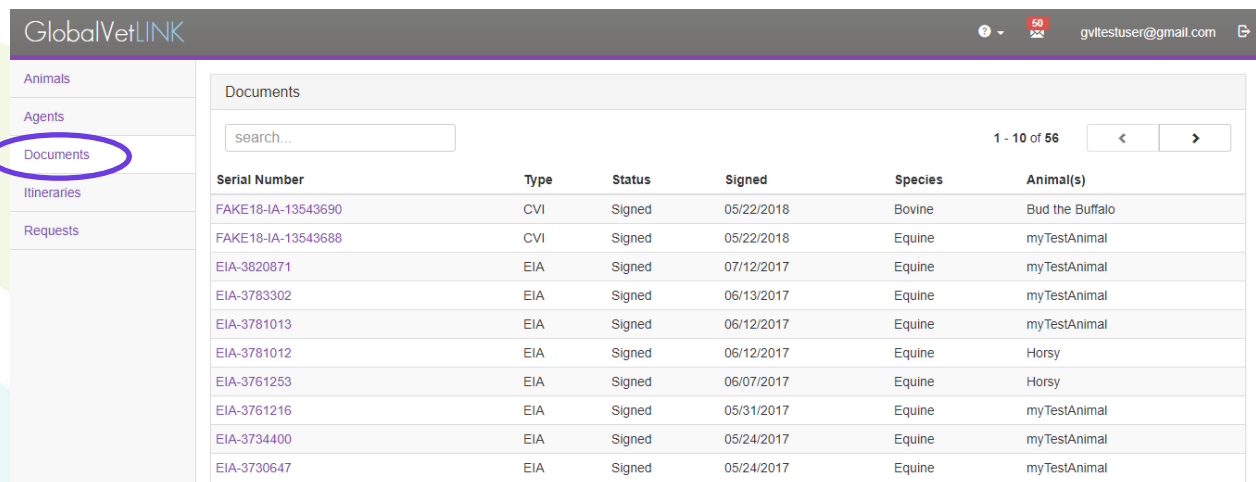 GlobalVetLINK
? 50 gvltestuser@gmail.com
Animals
Agents
Documents
Itineraries
Requests
Documents
search...
1 - 10 of 56 < >
Serial Number Type Status Signed Species Animal(s)
FAKE18-IA-13543690 CVI Signed 05/22/2018 Bovine Bud the Buffalo
FAKE18-IA-13543688 CVI Signed 05/22/2018 Equine myTestAnimal
EIA-3820871 EIA Signed 07/12/2017 Equine myTestAnimal
EIA-3783302 EIA Signed 06/13/2017 Equine myTestAnimal
EIA-3781013 EIA Signed 06/12/2017 Equine myTestAnimal
EIA-3781012 EIA Signed 06/12/2017 Equine Horsy
EIA-3761253 EIA Signed 06/07/2017 Equine Horsy
EIA-3761216 EIA Signed 05/31/2017 Equine myTestAnimal
EIA-3734400 EIA Signed 05/24/2017 Equine myTestAnimal
EIA-3730647 EIA Signed 05/24/2017 Equine myTestAnimal